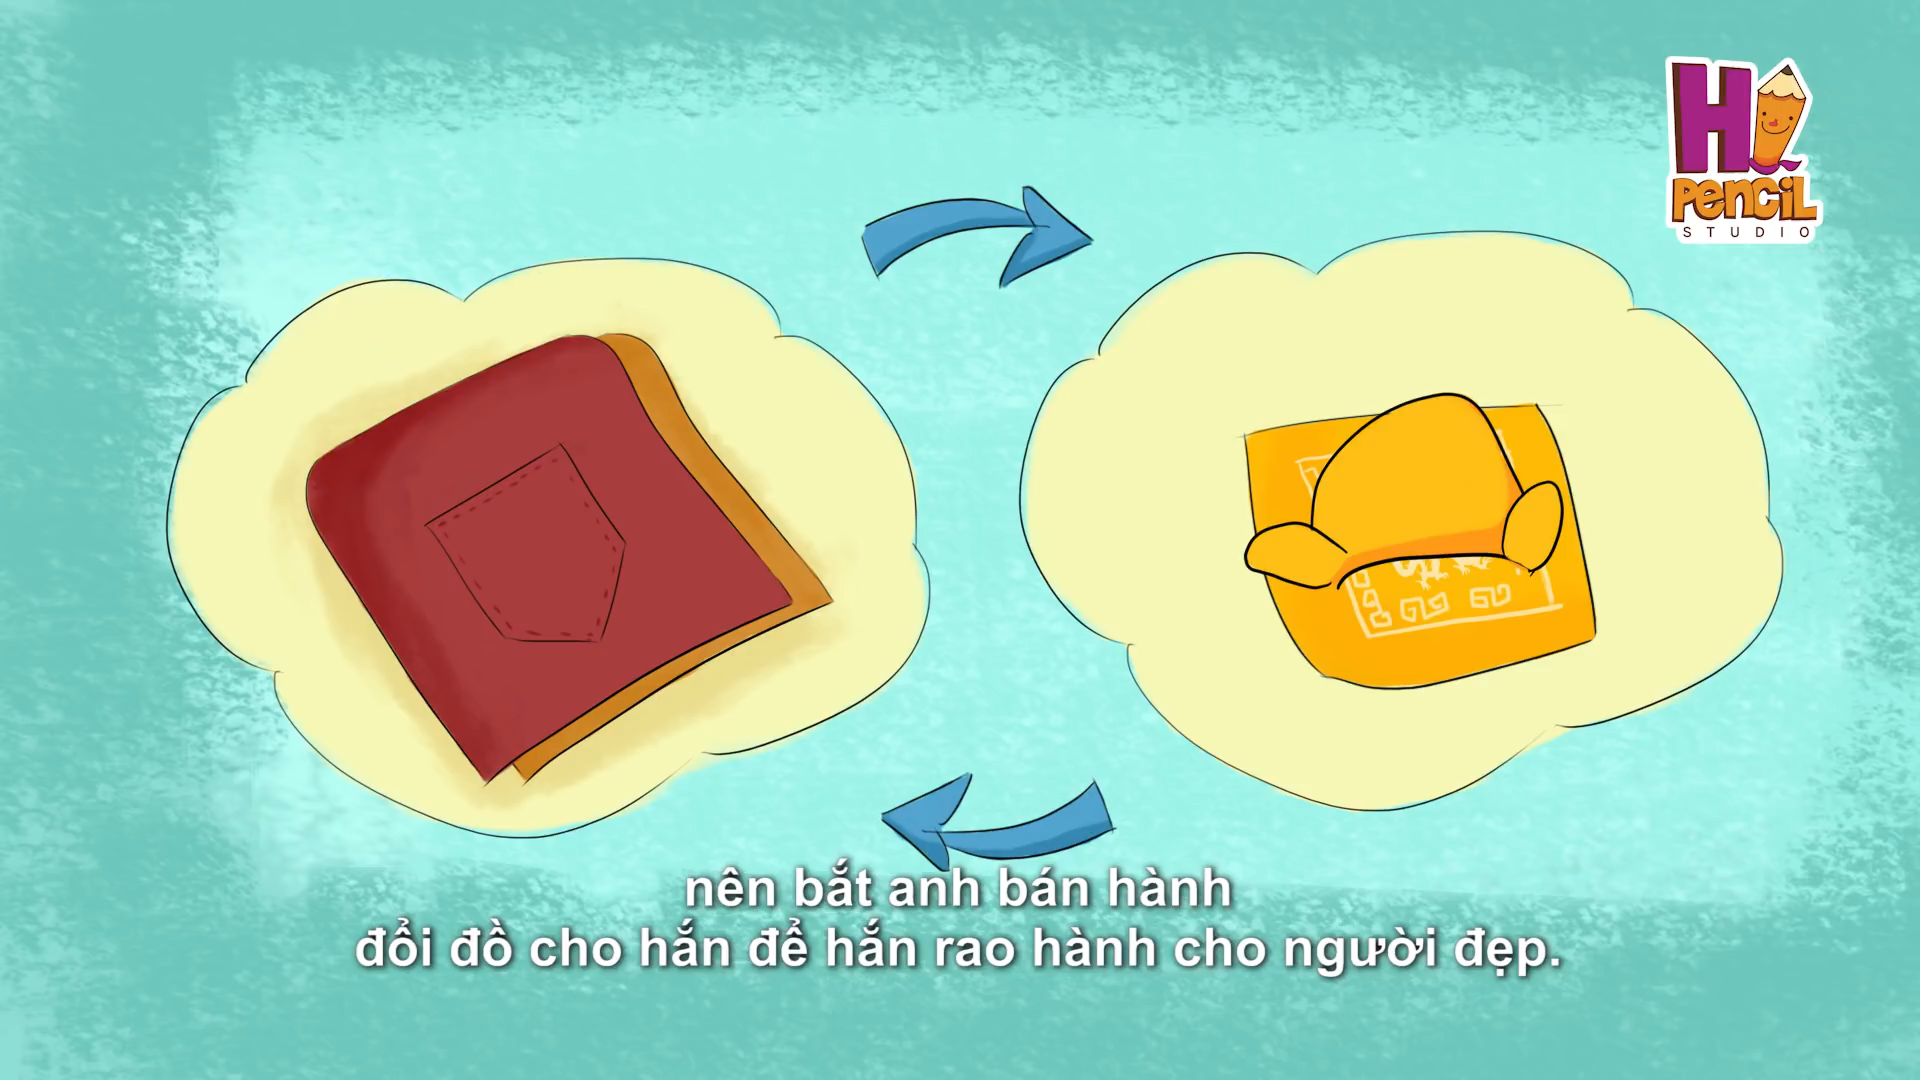 Hi
PENCIL
STUDIO
nên bắt anh bán hành
đổi đồ cho hắn để hắn rao hành cho người đẹp.